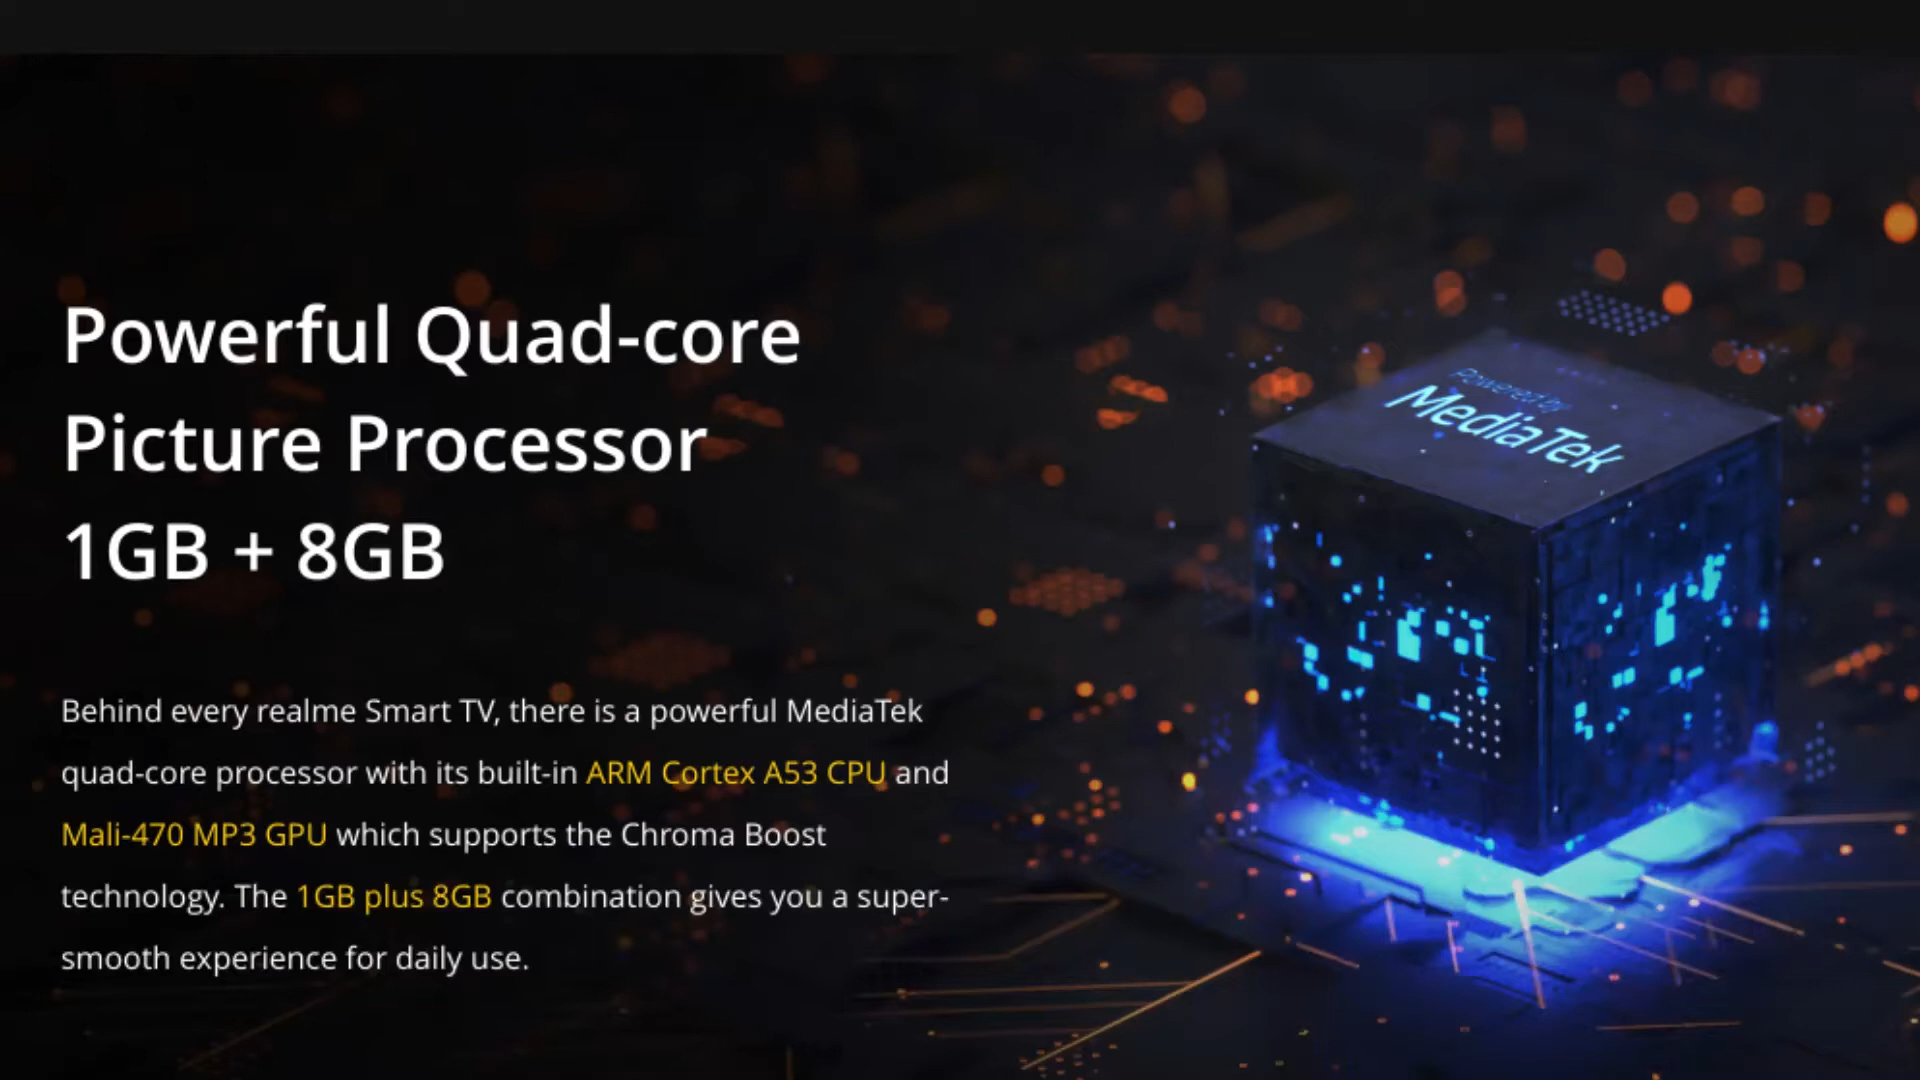 Powerful Quad-core
Picture Processor
1GB + 8GB
Behind every realme Smart TV, there is a powerful MediaTek
quad-core processor with its built-in ARM Cortex A53 CPU and
Mali-470 MP3 GPU which supports the Chroma Boost
technology. The 1GB plus 8GB combination gives you a super-
smooth experience for daily use.
Powered by
MediaTek